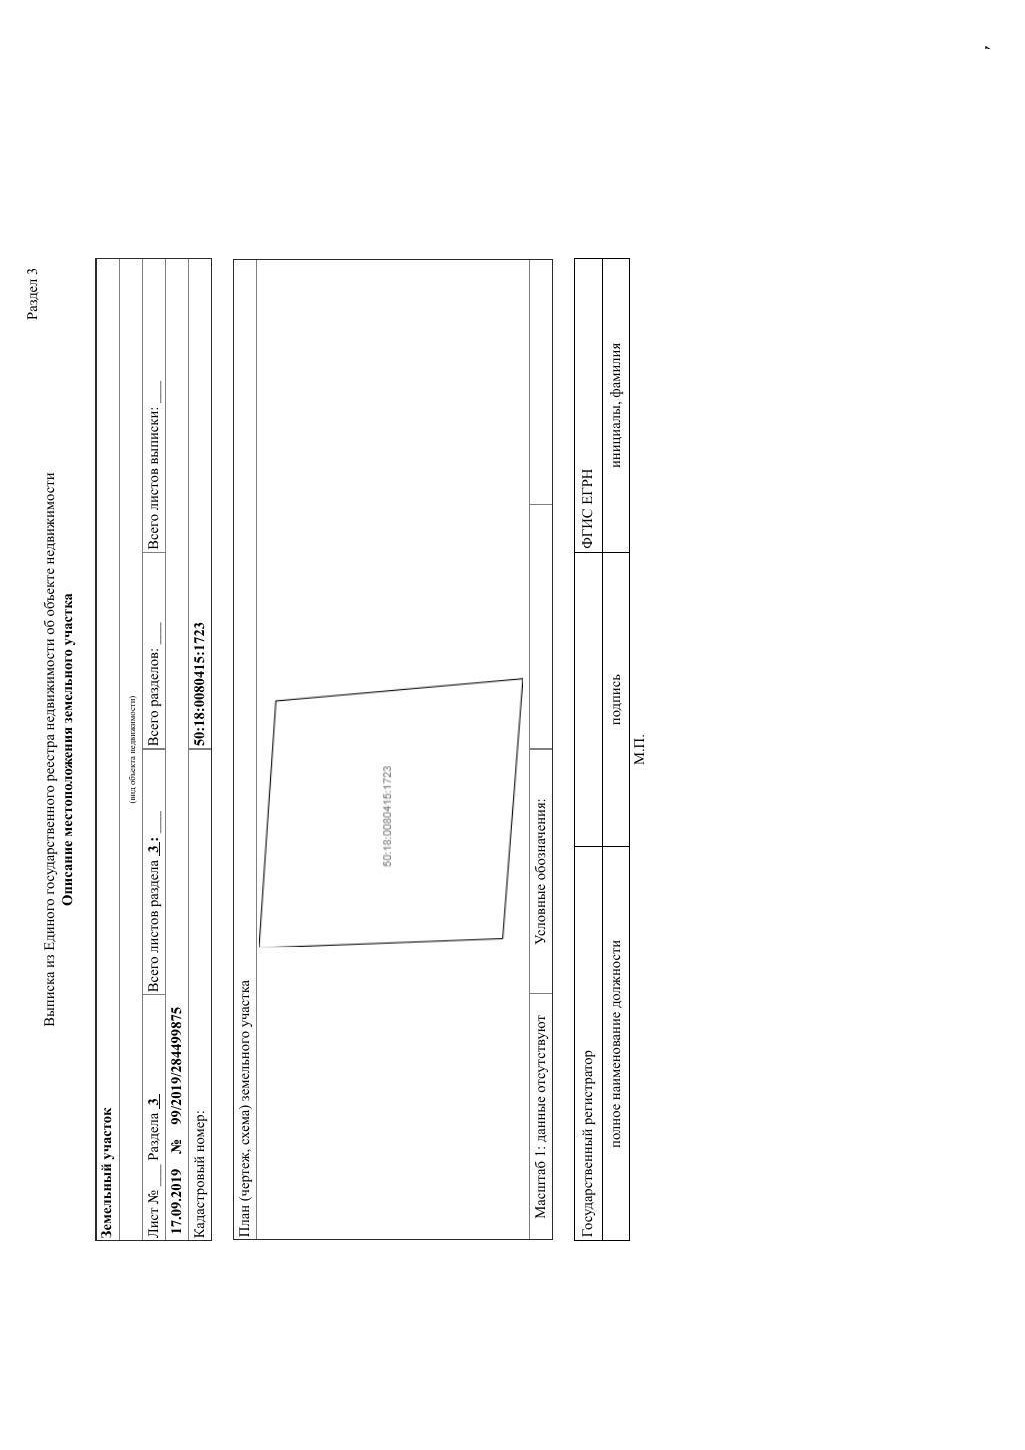 Раздел 3
Выписка из Единого государственного реестра недвижимости об объекте недвижимости
Описание местоположения земельного участка
Земельный участок
(вид объекта недвижимости)
Лист № ___ Раздела 3 Всего листов раздела 3 : ___ Всего разделов: ___ Всего листов выписки: ___
17.09.2019 № 99/2019/284499875
Кадастровый номер: 50:18:0080415:1723
План (чертеж, схема) земельного участка
50:18:0080415:1723
Масштаб 1: данные отсутствуют Условные обозначения:
Государственный регистратор ФГИС ЕГРН
полное наименование должности подпись инициалы, фамилия
М.П.